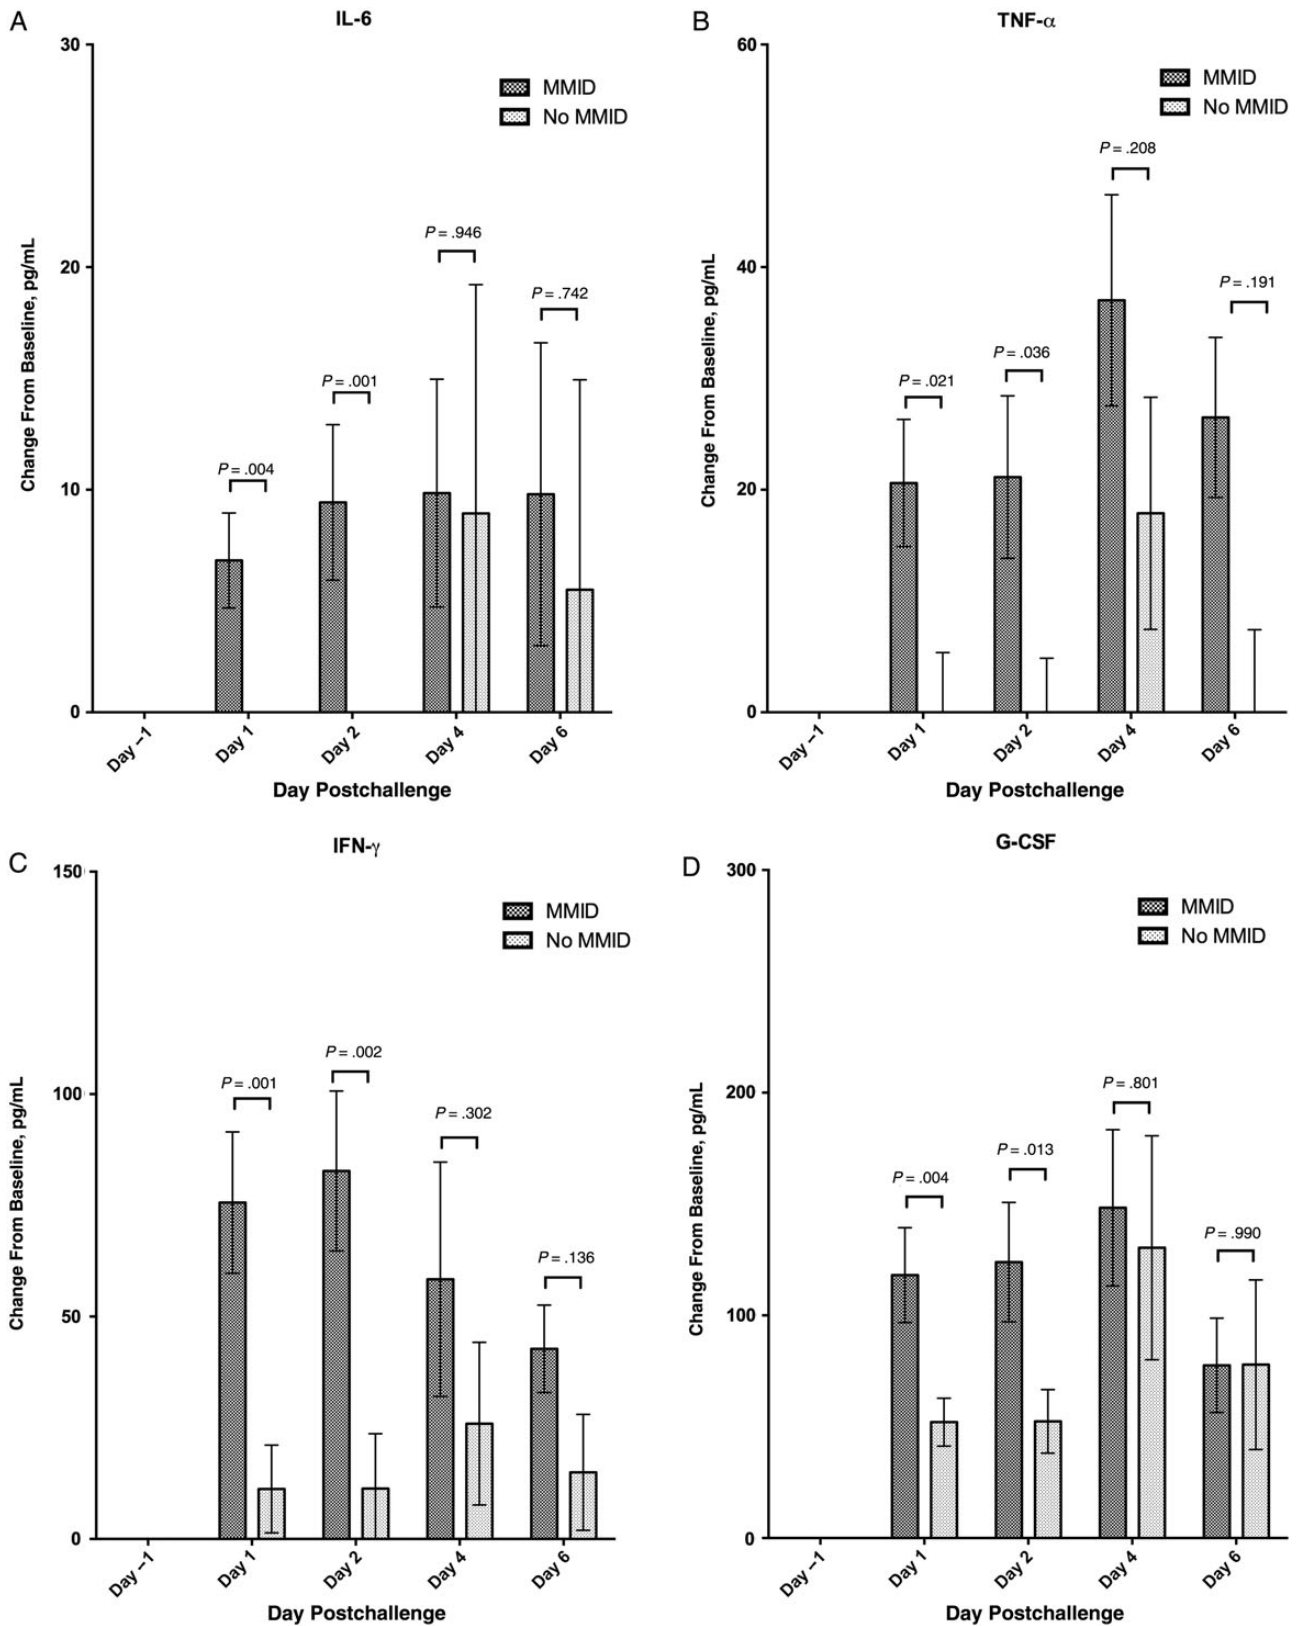 A
IL-6
30
20
10
0
Change From Baseline, pg/mL
MMID
No MMID
P = .004
P = .001
P = .946
P = .742
Day –1
Day 1
Day 2
Day 4
Day 6
Day Postchallenge
B
TNF-α
60
40
20
0
Change From Baseline, pg/mL
MMID
No MMID
P = .021
P = .036
P = .208
P = .191
Day –1
Day 1
Day 2
Day 4
Day 6
Day Postchallenge
C
IFN-γ
150
100
50
0
Change From Baseline, pg/mL
MMID
No MMID
P = .001
P = .002
P = .302
P = .136
Day –1
Day 1
Day 2
Day 4
Day 6
Day Postchallenge
D
G-CSF
300
200
100
0
Change From Baseline, pg/mL
MMID
No MMID
P = .004
P = .013
P = .801
P = .990
Day –1
Day 1
Day 2
Day 4
Day 6
Day Postchallenge